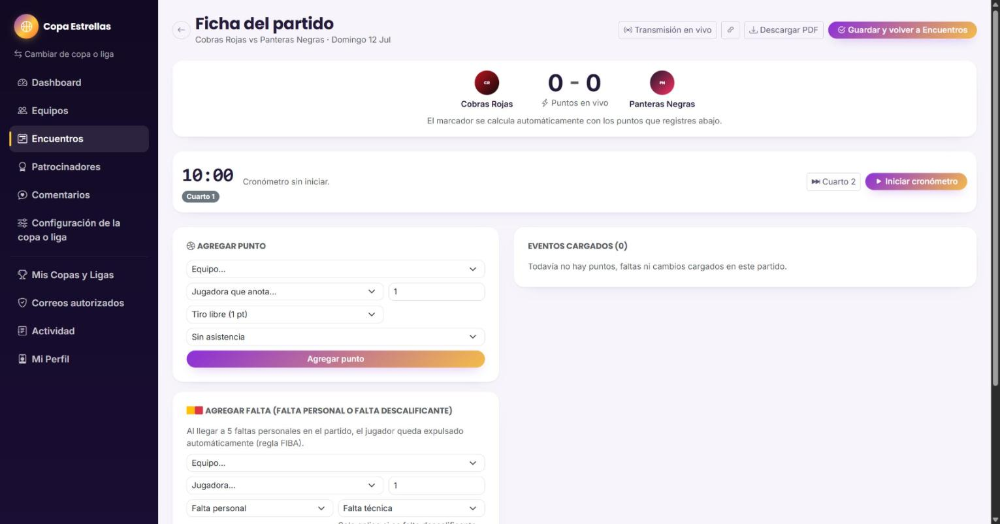 Copa Estrellas
Cambiar de copa o liga
Dashboard
Equipos
Encuentros
Patrocinadores
Comentarios
Configuración de la
copa o liga
Mis Copas y Ligas
Correos autorizados
Actividad
Mi Perfil
Ficha del partido
Cobras Rojas vs Panteras Negras · Domingo 12 Jul
Transmisión en vivo
Descargar PDF
Guardar y volver a Encuentros
CR
0 - 0
PN
Cobras Rojas
Puntos en vivo
Panteras Negras
El marcador se calcula automáticamente con los puntos que registres abajo.
10:00
Cronómetro sin iniciar.
Cuarto 1
Cuarto 2
Iniciar cronómetro
AGREGAR PUNTO
Equipo...
Jugadora que anota...
1
Tiro libre (1 pt)
Sin asistencia
Agregar punto
EVENTOS CARGADOS (0)
Todavía no hay puntos, faltas ni cambios cargados en este partido.
AGREGAR FALTA (FALTA PERSONAL O FALTA DESCALIFICANTE)
Al llegar a 5 faltas personales en el partido, el jugador queda expulsado
automáticamente (regla FIBA).
Equipo...
Jugadora...
1
Falta personal
Falta técnica